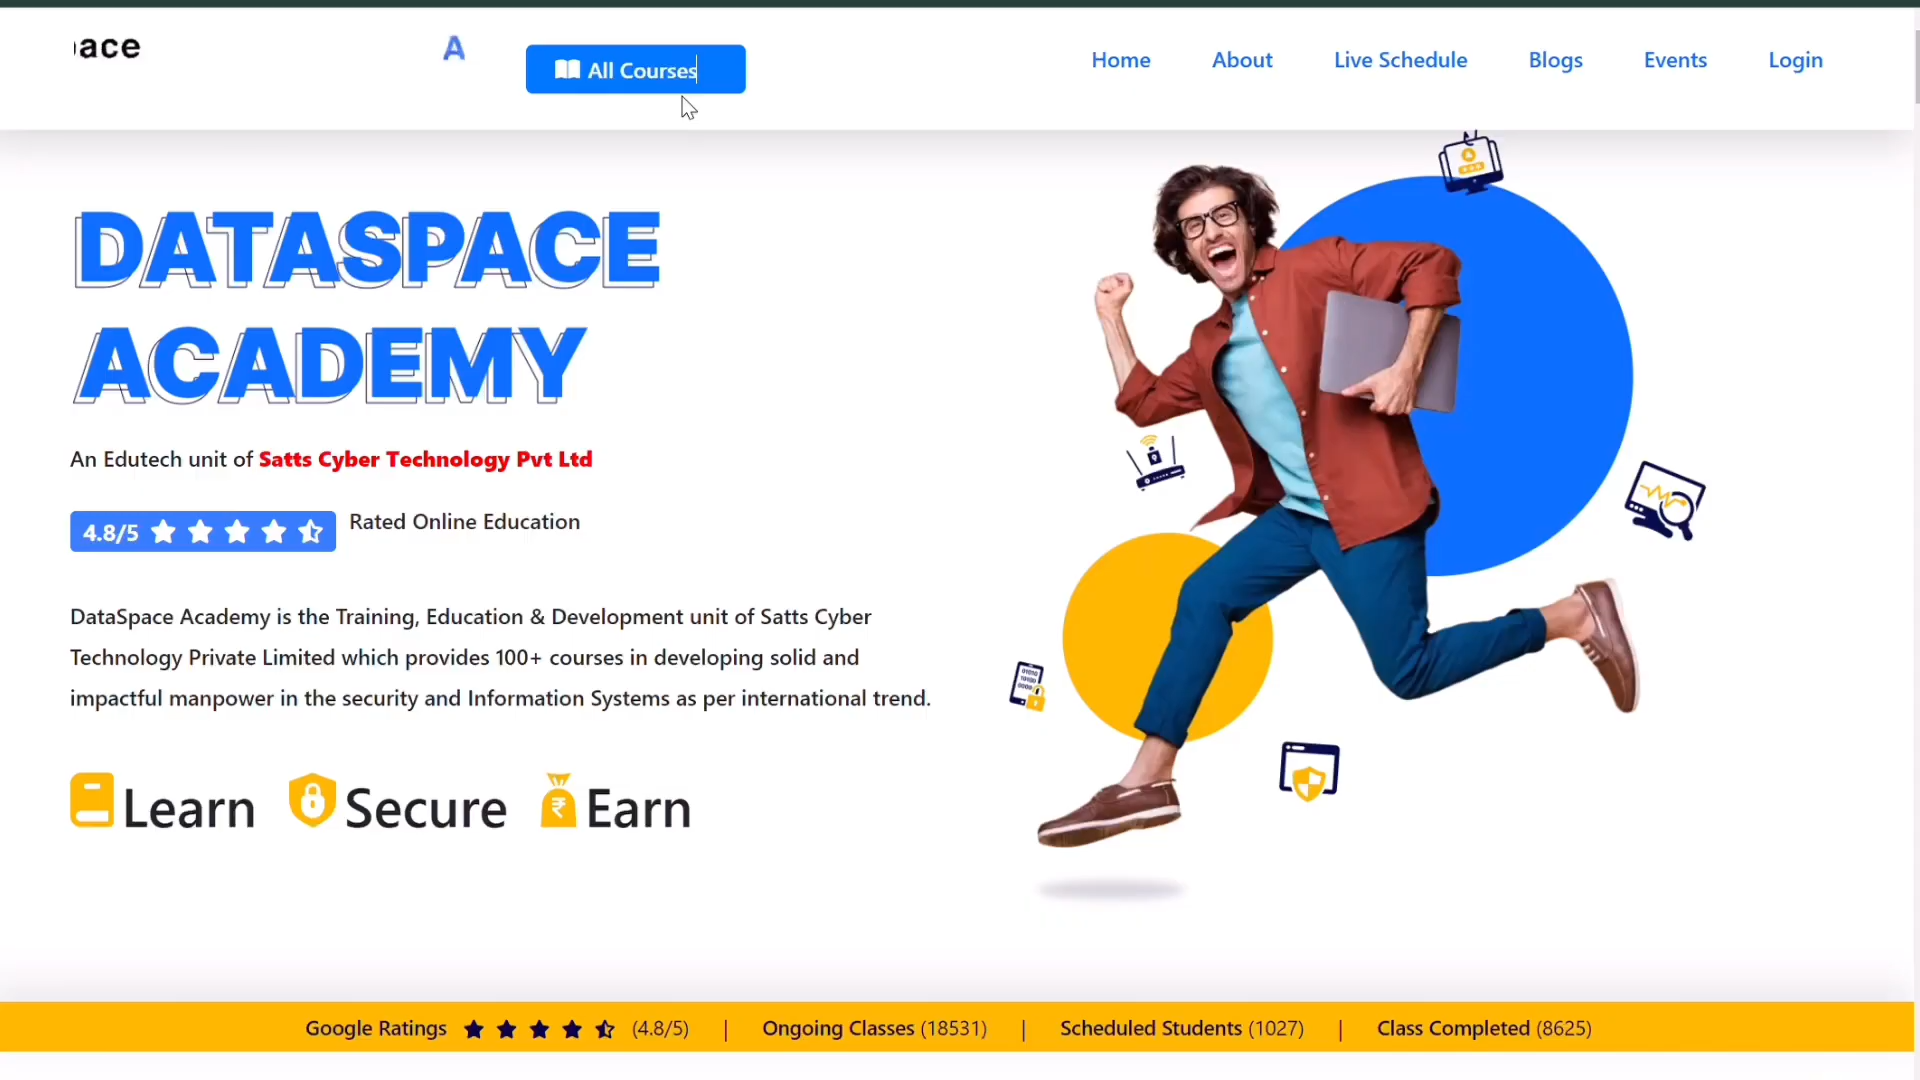 ace
A
All Courses
Home
About
Live Schedule
Blogs
Events
Login
DATASPACE
ACADEMY
An Edutech unit of Satts Cyber Technology Pvt Ltd
4.8/5
Rated Online Education
DataSpace Academy is the Training, Education & Development unit of Satts Cyber
Technology Private Limited which provides 100+ courses in developing solid and
impactful manpower in the security and Information Systems as per international trend.
Learn
Secure
Earn
Google Ratings (4.8/5) | Ongoing Classes (18531) | Scheduled Students (1027) | Class Completed (8625)